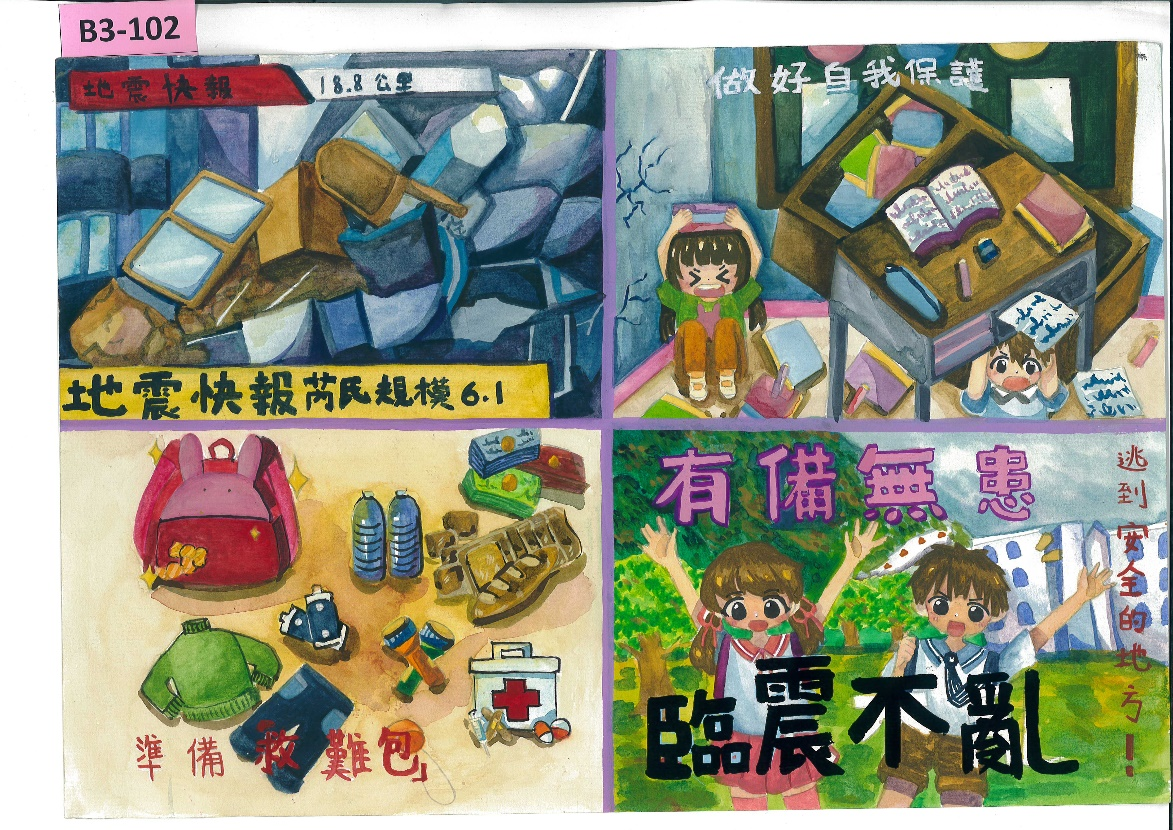 B3-102
地震快報 18.8公里
地震快報芮民規模6.1
做好自我保護
準備救難包
有備無患
逃到安全的地方！
臨震不亂